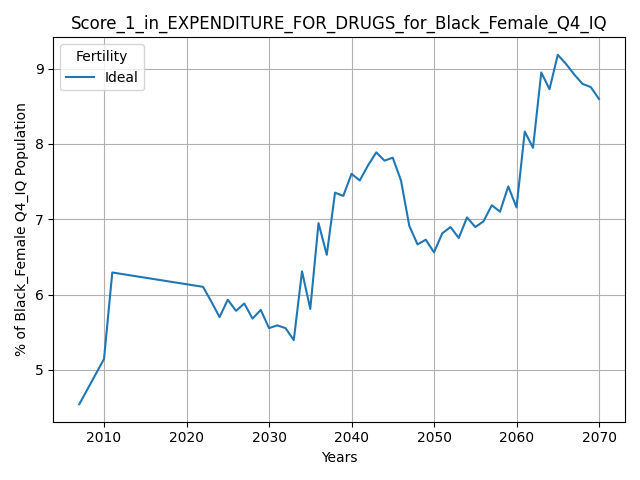 Score_1_in_EXPENDITURE_FOR_DRUGS_for_Black_Female_Q4_IQ
Fertility
Ideal
% of Black_Female Q4_IQ Population
9
8
7
6
5
2010 2020 2030 2040 2050 2060 2070
Years